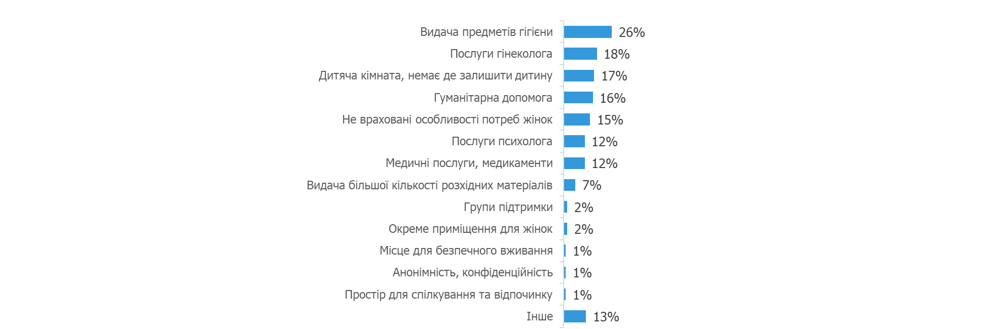 Видача предметів гігієни 26%
Послуги гінеколога 18%
Дитяча кімната, немає де залишити дитину 17%
Гуманітарна допомога 16%
Не враховані особливості потреб жінок 15%
Послуги психолога 12%
Медичні послуги, медикаменти 12%
Видача більшої кількості розхідних матеріалів 7%
Групи підтримки 2%
Окреме приміщення для жінок 2%
Місце для безпечного вживання 1%
Анонімність, конфіденційність 1%
Простір для спілкування та відпочинку 1%
Інше 13%